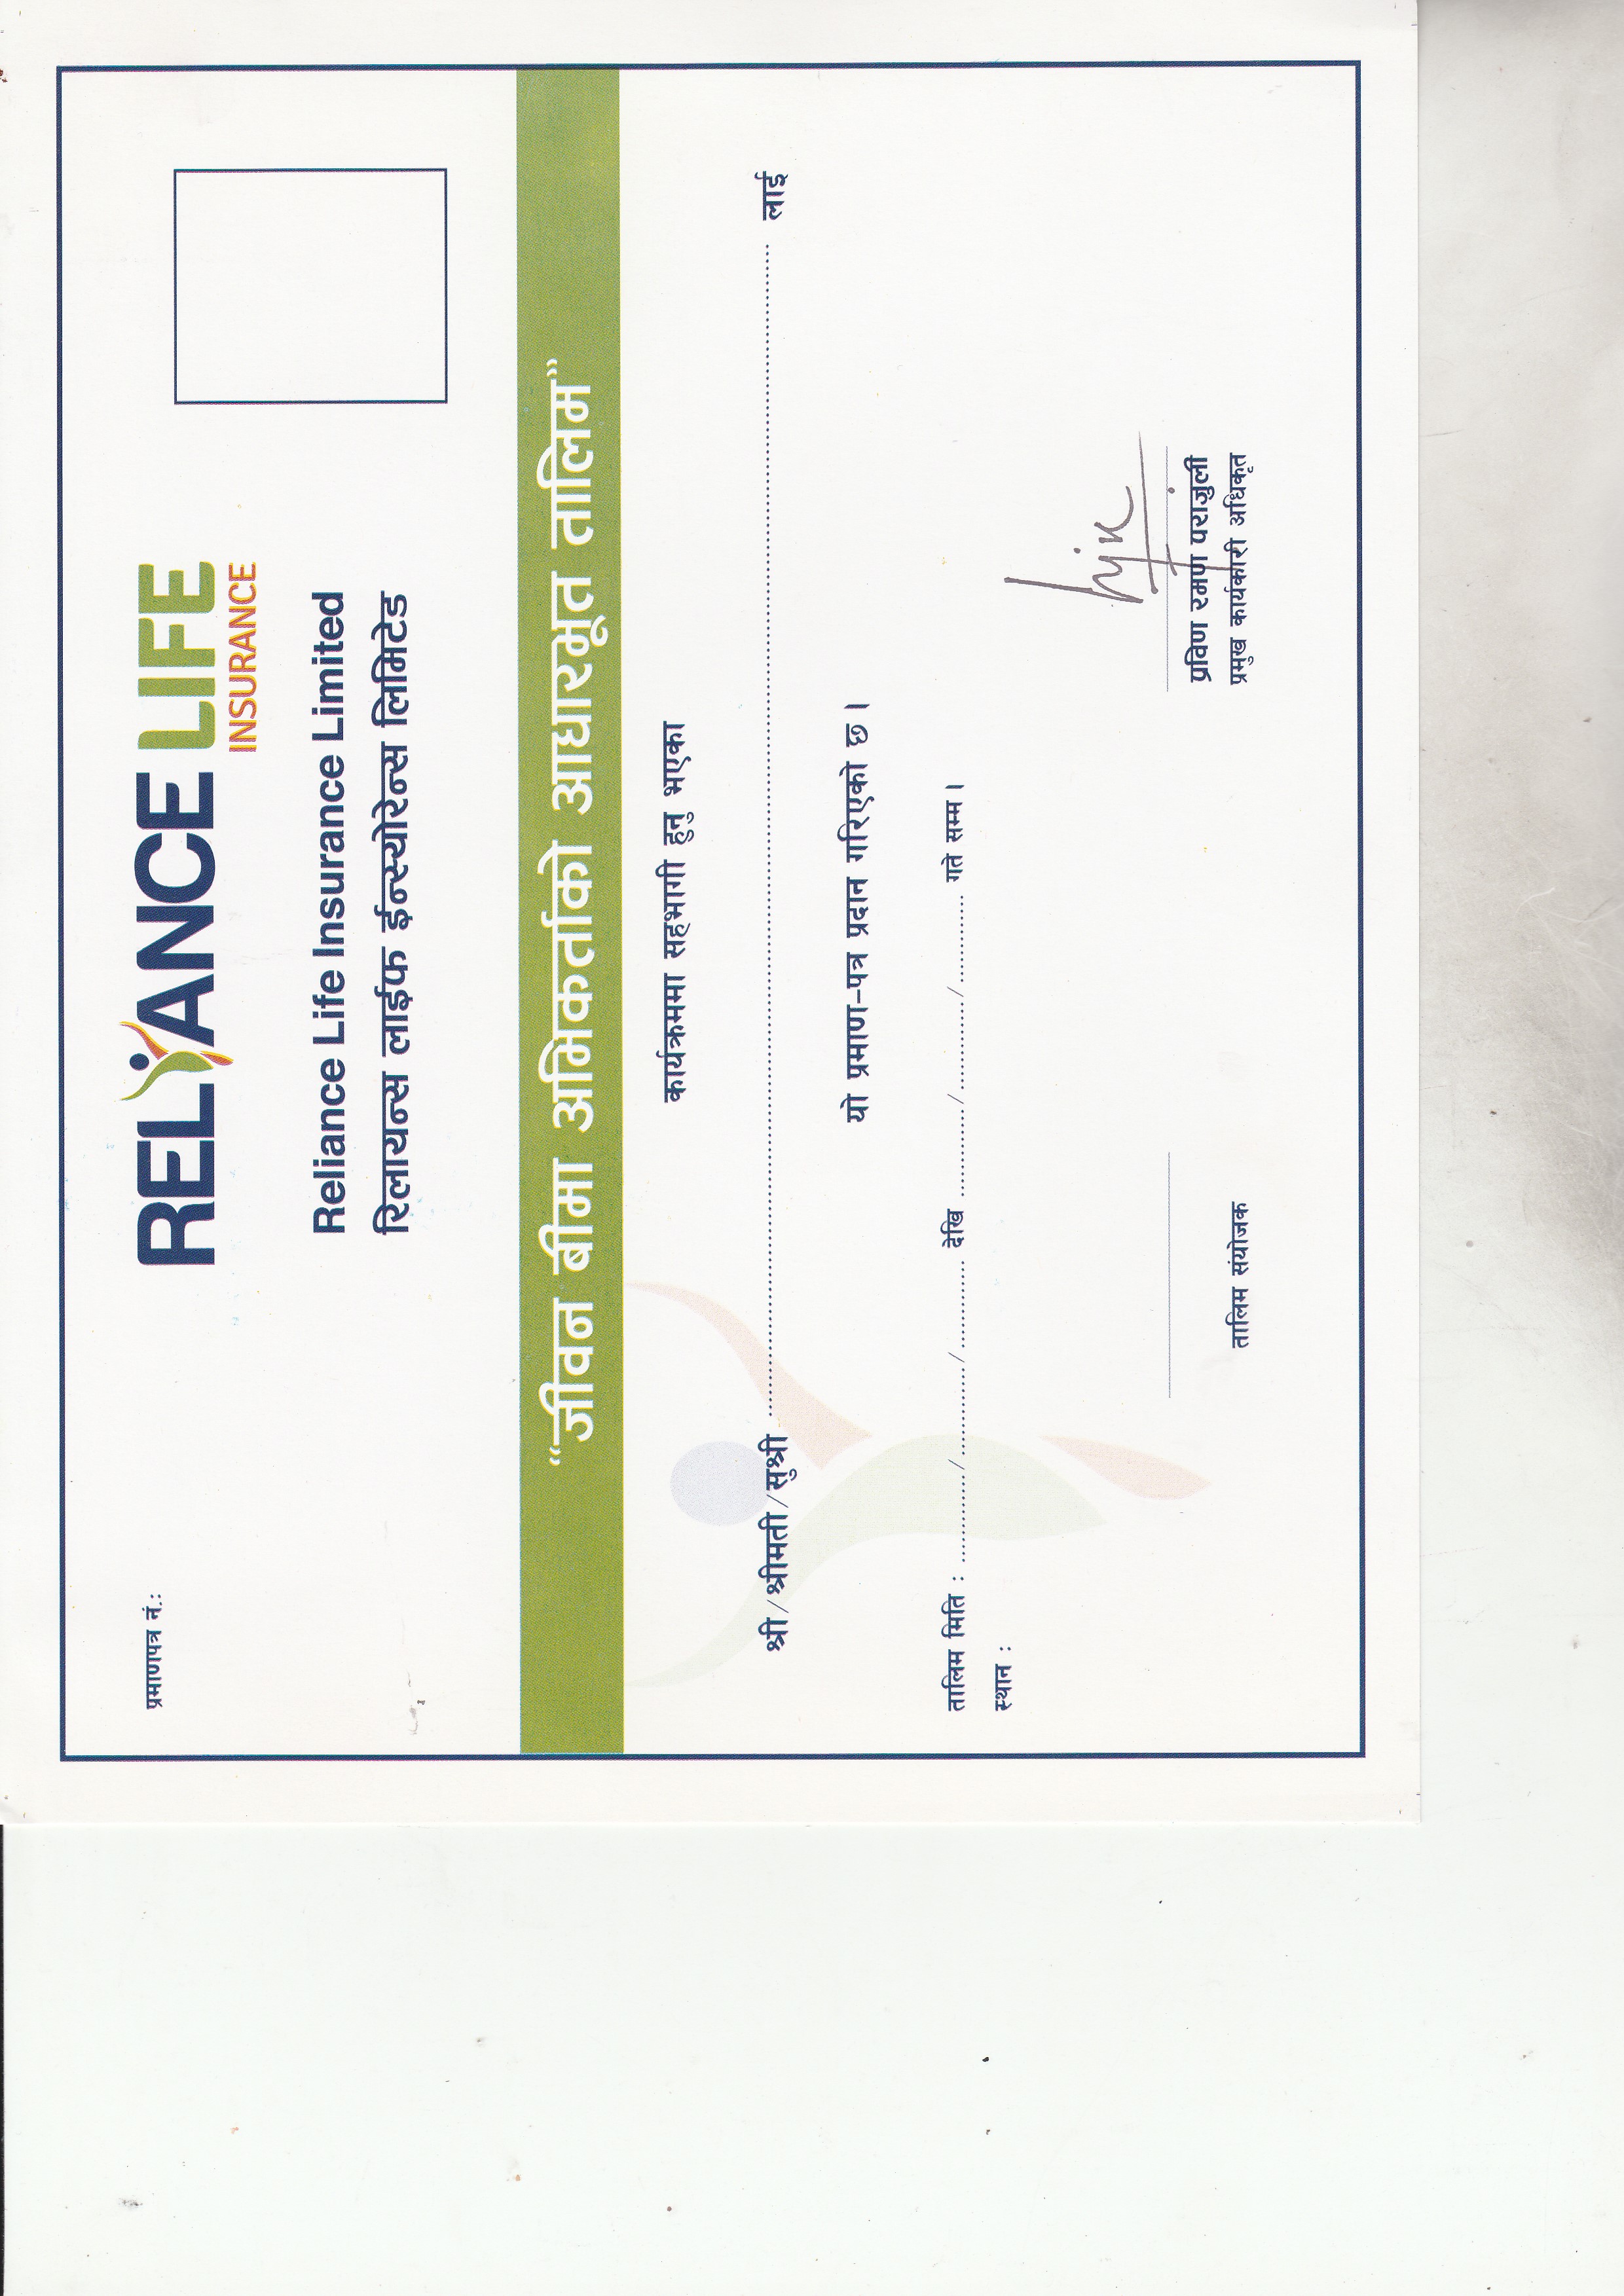 प्रमाणपत्र नं.:
RELIANCE LIFE
INSURANCE
Reliance Life Insurance Limited
रिलायन्स लाईफ ईन्स्योरेन्स लिमिटेड
“जीवन बीमा अभिकर्ताको आधारभूत तालिम”
कार्यक्रममा सहभागी हुनु भएका
श्री/श्रीमती/सुश्री .................... लाई
यो प्रमाण-पत्र प्रदान गरिएको छ।
तालिम मिति : ............/............/............ देखि ............/............/............ गते सम्म।
स्थान :
तालिम संयोजक
प्रविण रमण पराजुली
प्रमुख कार्यकारी अधिकृत